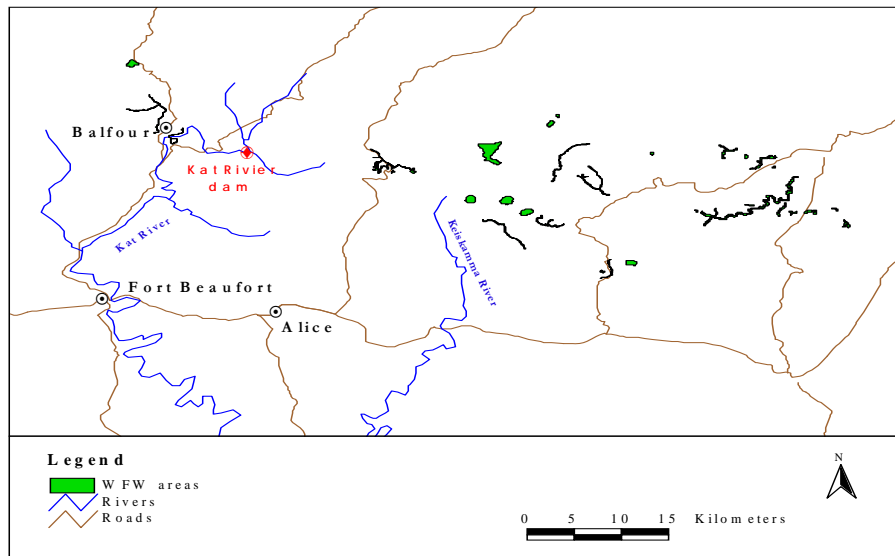 Balfour
Kat Rivier
dam
Kat River
Keiskamma River
Fort Beaufort
Alice
Legend
WFW areas
Rivers
Roads
N
0 5 10 15 Kilometers